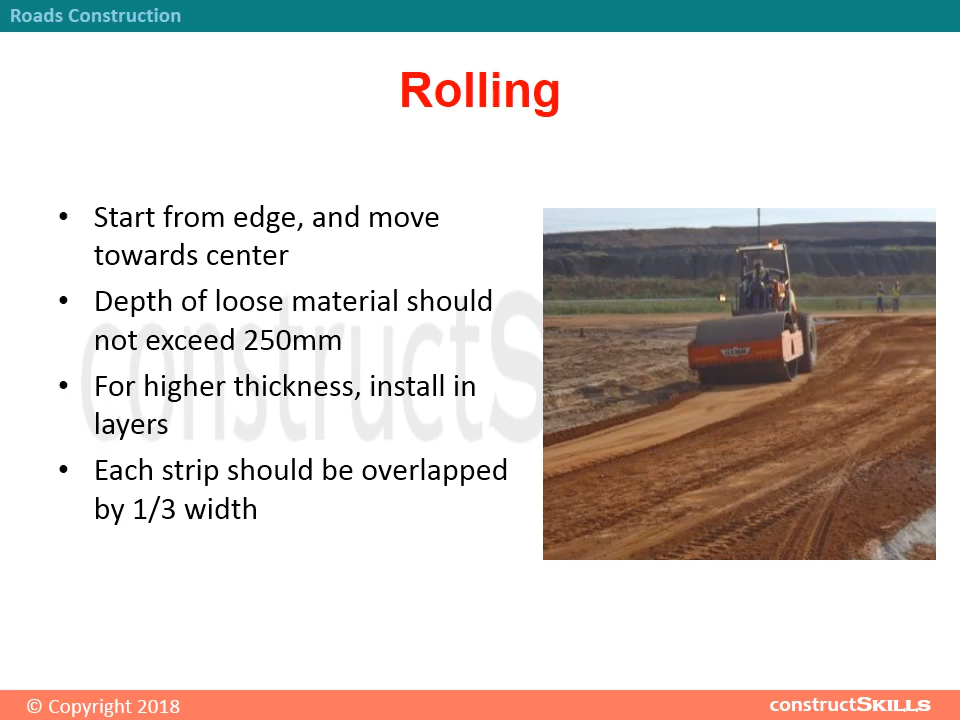 Roads Construction
Rolling
• Start from edge, and move
towards center
• Depth of loose material should
not exceed 250mm
• For higher thickness, install in
layers
• Each strip should be overlapped
by 1/3 width
constructS
© Copyright 2018
constructSKILLS